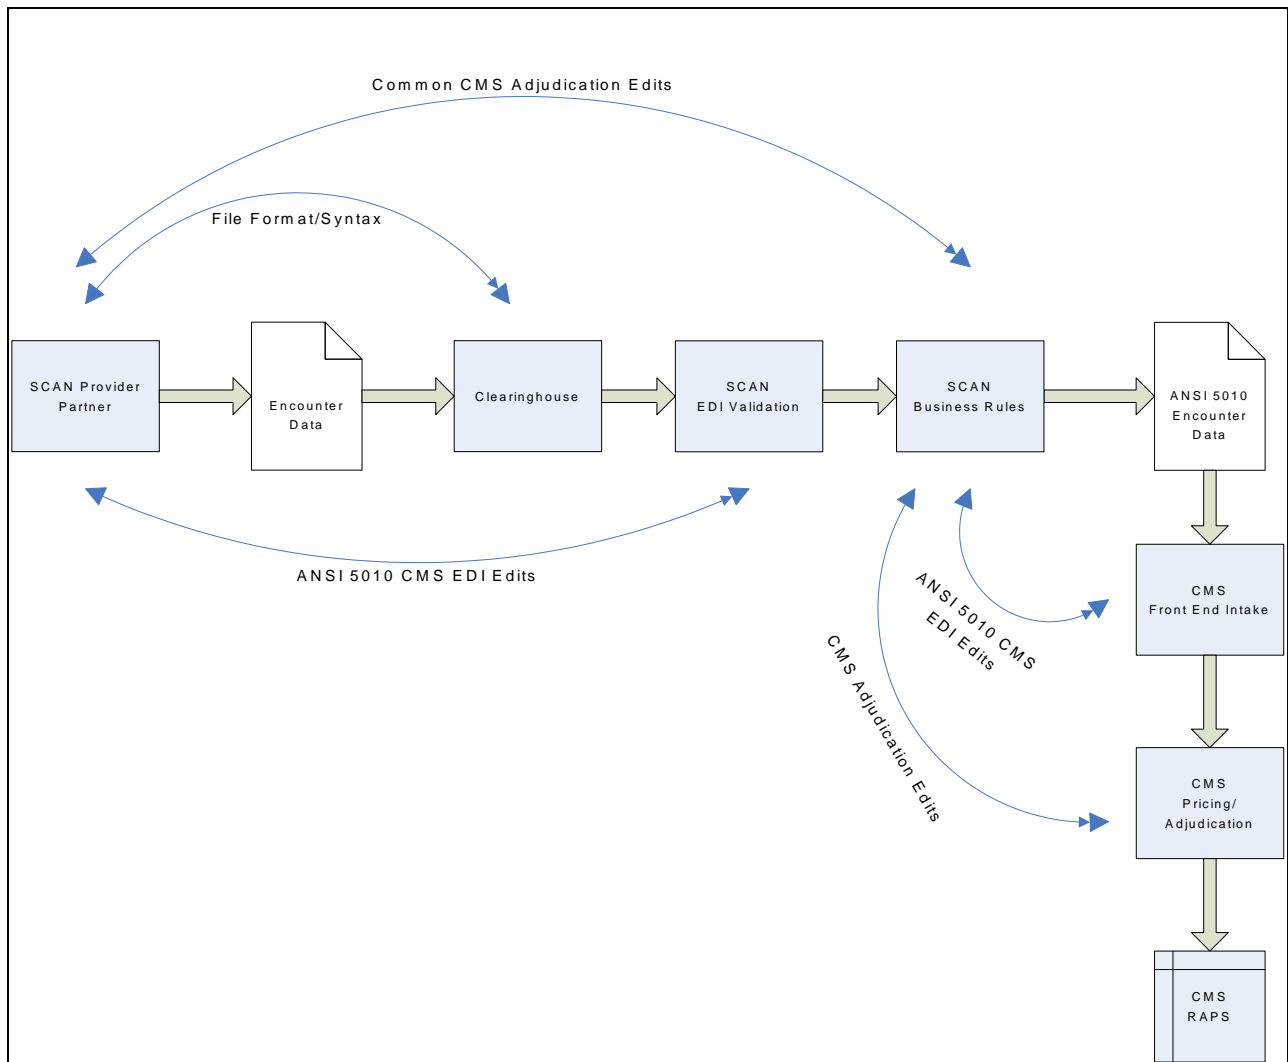 Common CMS Adjudication Edits
File Format/Syntax
SCAN Provider
Partner
Encounter
Data
Clearinghouse
SCAN
EDI Validation
SCAN
Business Rules
ANSI 5010
Encounter
Data
ANSI 5010 CMS EDI Edits
ANSI 5010 CMS
EDI Edits
CMS Adjudication Edits
CMS
Front End Intake
CMS
Pricing/
Adjudication
CMS
RAPS